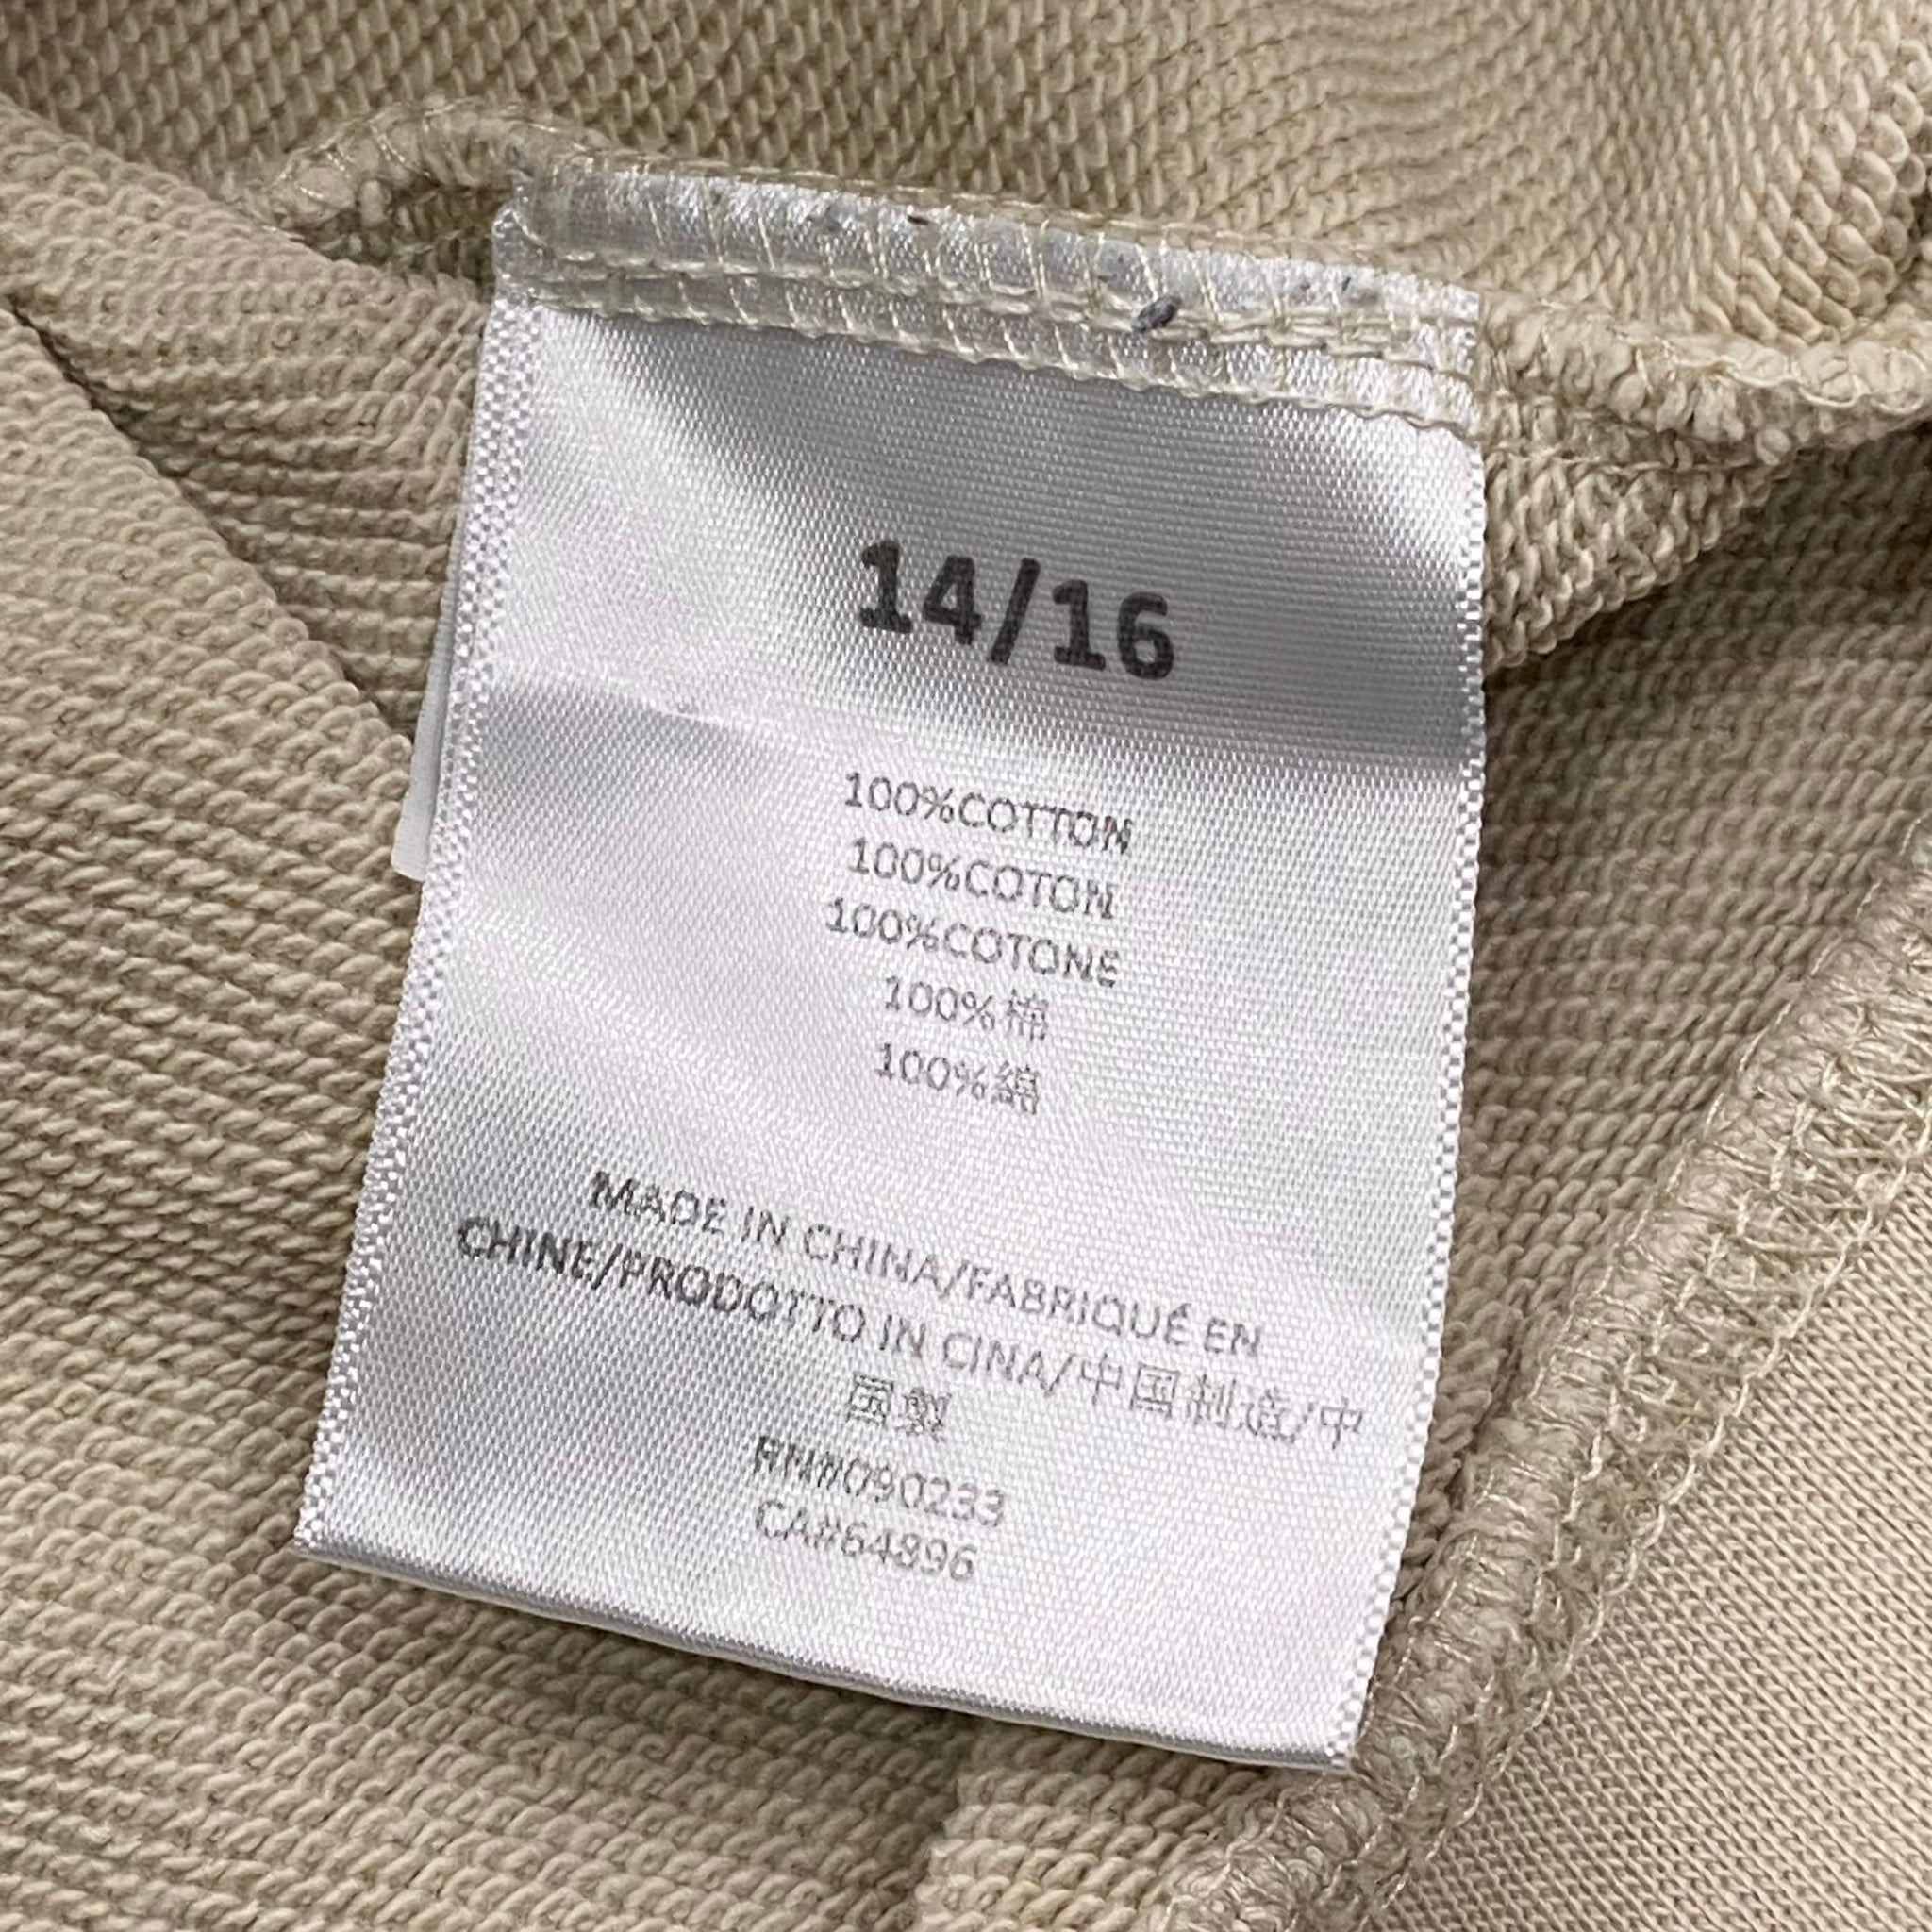 14/16
100%COTTON
100%COTON
100%COTONE
100%棉
100%綿
MADE IN CHINA/FABRIQUÉ EN
CHINE/PRODOTTO IN CINA/中国制造/中
国製
RN#090233
CA#64896